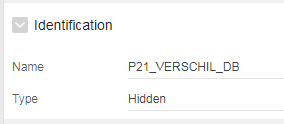 Identification
Name P21_VERSCHIL_DB
Type Hidden